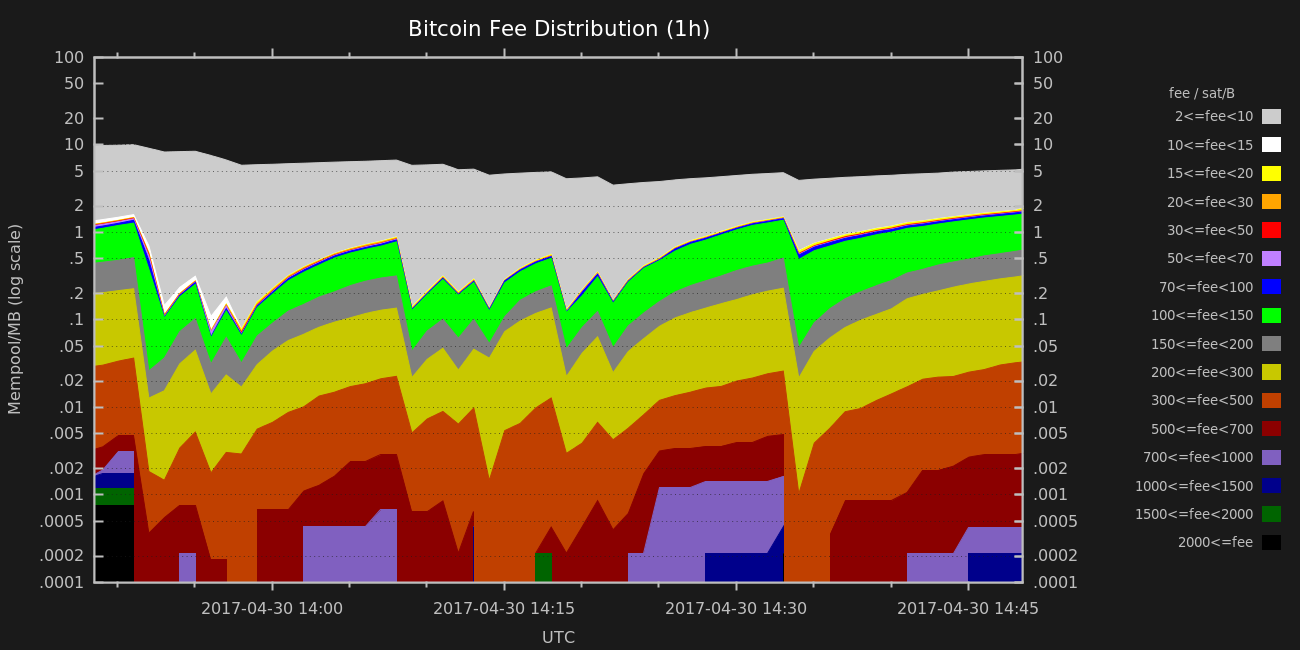 Bitcoin Fee Distribution (1h)
100
50
20
10
5
2
1
.5
.2
.1
.05
.02
.01
.005
.002
.001
.0005
.0002
.0001
Mempool/MB (log scale)
100
50
20
10
5
2
1
.5
.2
.1
.05
.02
.01
.005
.002
.001
.0005
.0002
.0001
2017-04-30 14:00
2017-04-30 14:15
2017-04-30 14:30
2017-04-30 14:45
UTC
fee / sat/B
2<=fee<10
10<=fee<15
15<=fee<20
20<=fee<30
30<=fee<50
50<=fee<70
70<=fee<100
100<=fee<150
150<=fee<200
200<=fee<300
300<=fee<500
500<=fee<700
700<=fee<1000
1000<=fee<1500
1500<=fee<2000
2000<=fee